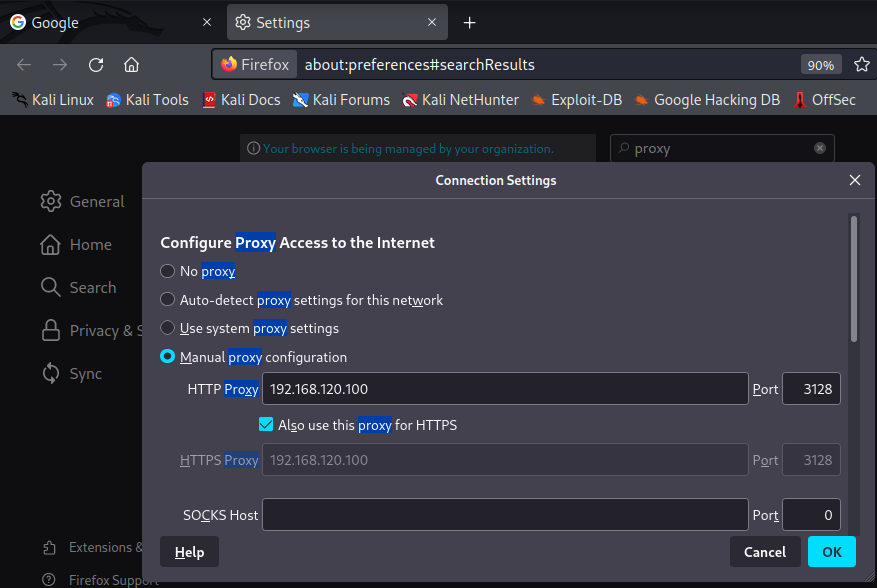 Google
Settings
Firefox about:preferences#searchResults 90%
Kali Linux Kali Tools Kali Docs Kali Forums Kali NetHunter Exploit-DB Google Hacking DB OffSec
Your browser is being managed by your organization.
proxy
Connection Settings
General
Home
Search
Privacy & S
Sync
Extensions &
Firefox Support
Configure Proxy Access to the Internet
No proxy
Auto-detect proxy settings for this network
Use system proxy settings
Manual proxy configuration
HTTP Proxy 192.168.120.100 Port 3128
Also use this proxy for HTTPS
HTTPS Proxy 192.168.120.100 Port 3128
SOCKS Host Port 0
Help Cancel OK